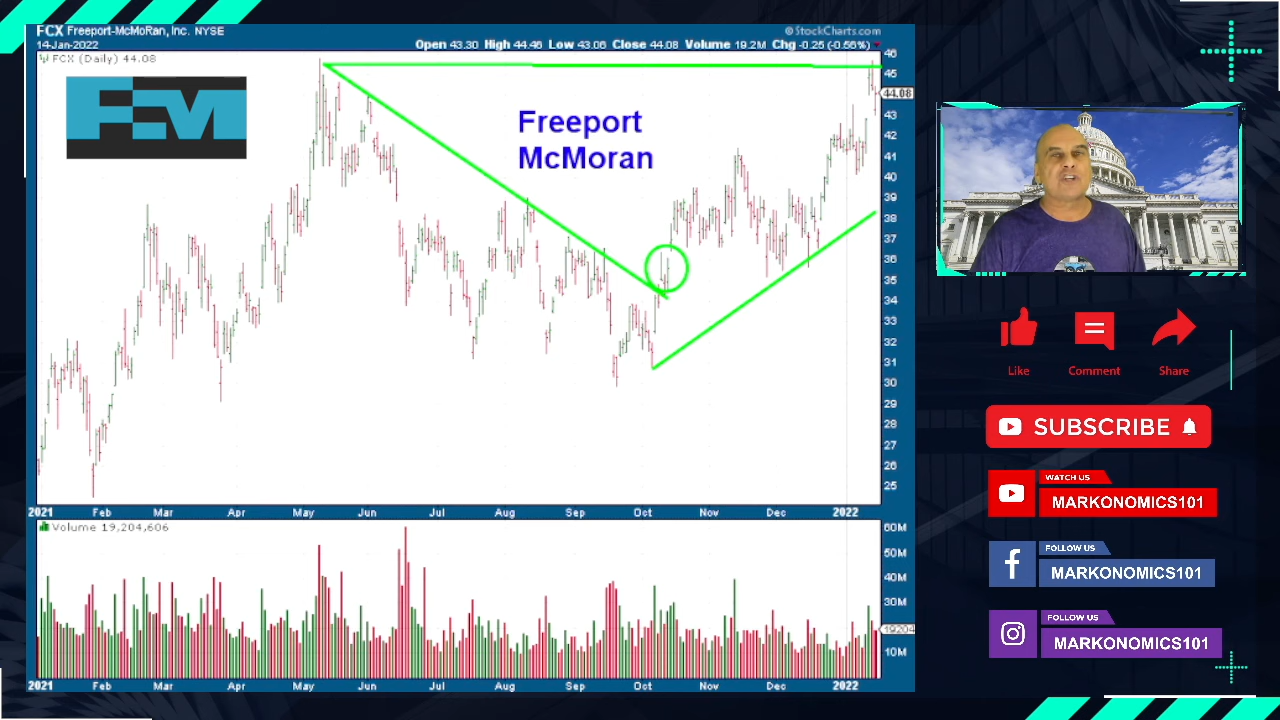 FCX Freeport-McMoRan, Inc. NYSE
© StockCharts.com
14-Jan-2022
Open 43.30 High 44.46 Low 43.06 Close 44.08 Volume 19.2M Chg -0.25 (-0.56%)
FCX (Daily) 44.08
FCM
Freeport
McMoran
46
45
44.08
43
42
41
40
39
38
37
36
35
34
33
32
31
30
29
28
27
26
25
2021 Feb Mar Apr May Jun Jul Aug Sep Oct Nov Dec 2022
Volume 19,204,606
60M
50M
40M
30M
19204
10M
2021 Feb Mar Apr May Jun Jul Aug Sep Oct Nov Dec 2022
Like Comment Share
SUBSCRIBE
WATCH US
MARKONOMICS101
FOLLOW US
MARKONOMICS101
FOLLOW US
MARKONOMICS101